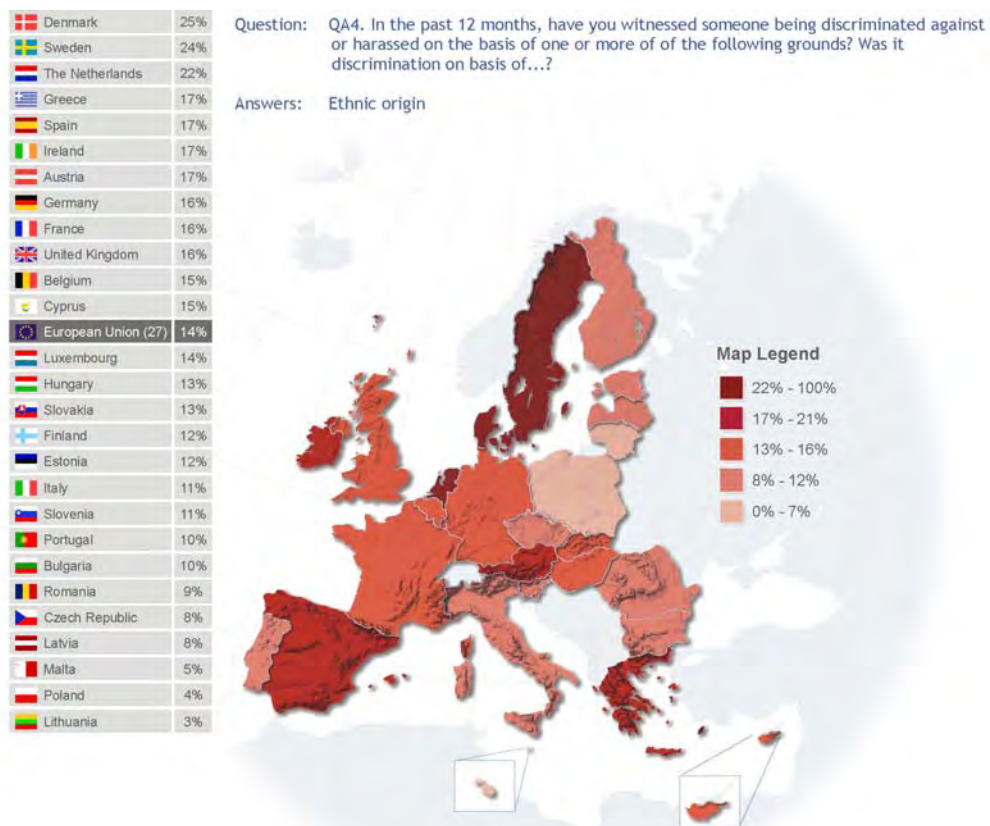 Denmark 25%
Sweden 24%
The Netherlands 22%
Greece 17%
Spain 17%
Ireland 17%
Austria 17%
Germany 16%
France 16%
United Kingdom 16%
Belgium 15%
Cyprus 15%
European Union (27) 14%
Luxembourg 14%
Hungary 13%
Slovakia 13%
Finland 12%
Estonia 12%
Italy 11%
Slovenia 11%
Portugal 10%
Bulgaria 10%
Romania 9%
Czech Republic 8%
Latvia 8%
Malta 5%
Poland 4%
Lithuania 3%
Question: QA4. In the past 12 months, have you witnessed someone being discriminated against
or harassed on the basis of one or more of of the following grounds? Was it
discrimination on basis of...?
Answers: Ethnic origin
Map Legend
22% - 100%
17% - 21%
13% - 16%
8% - 12%
0% - 7%